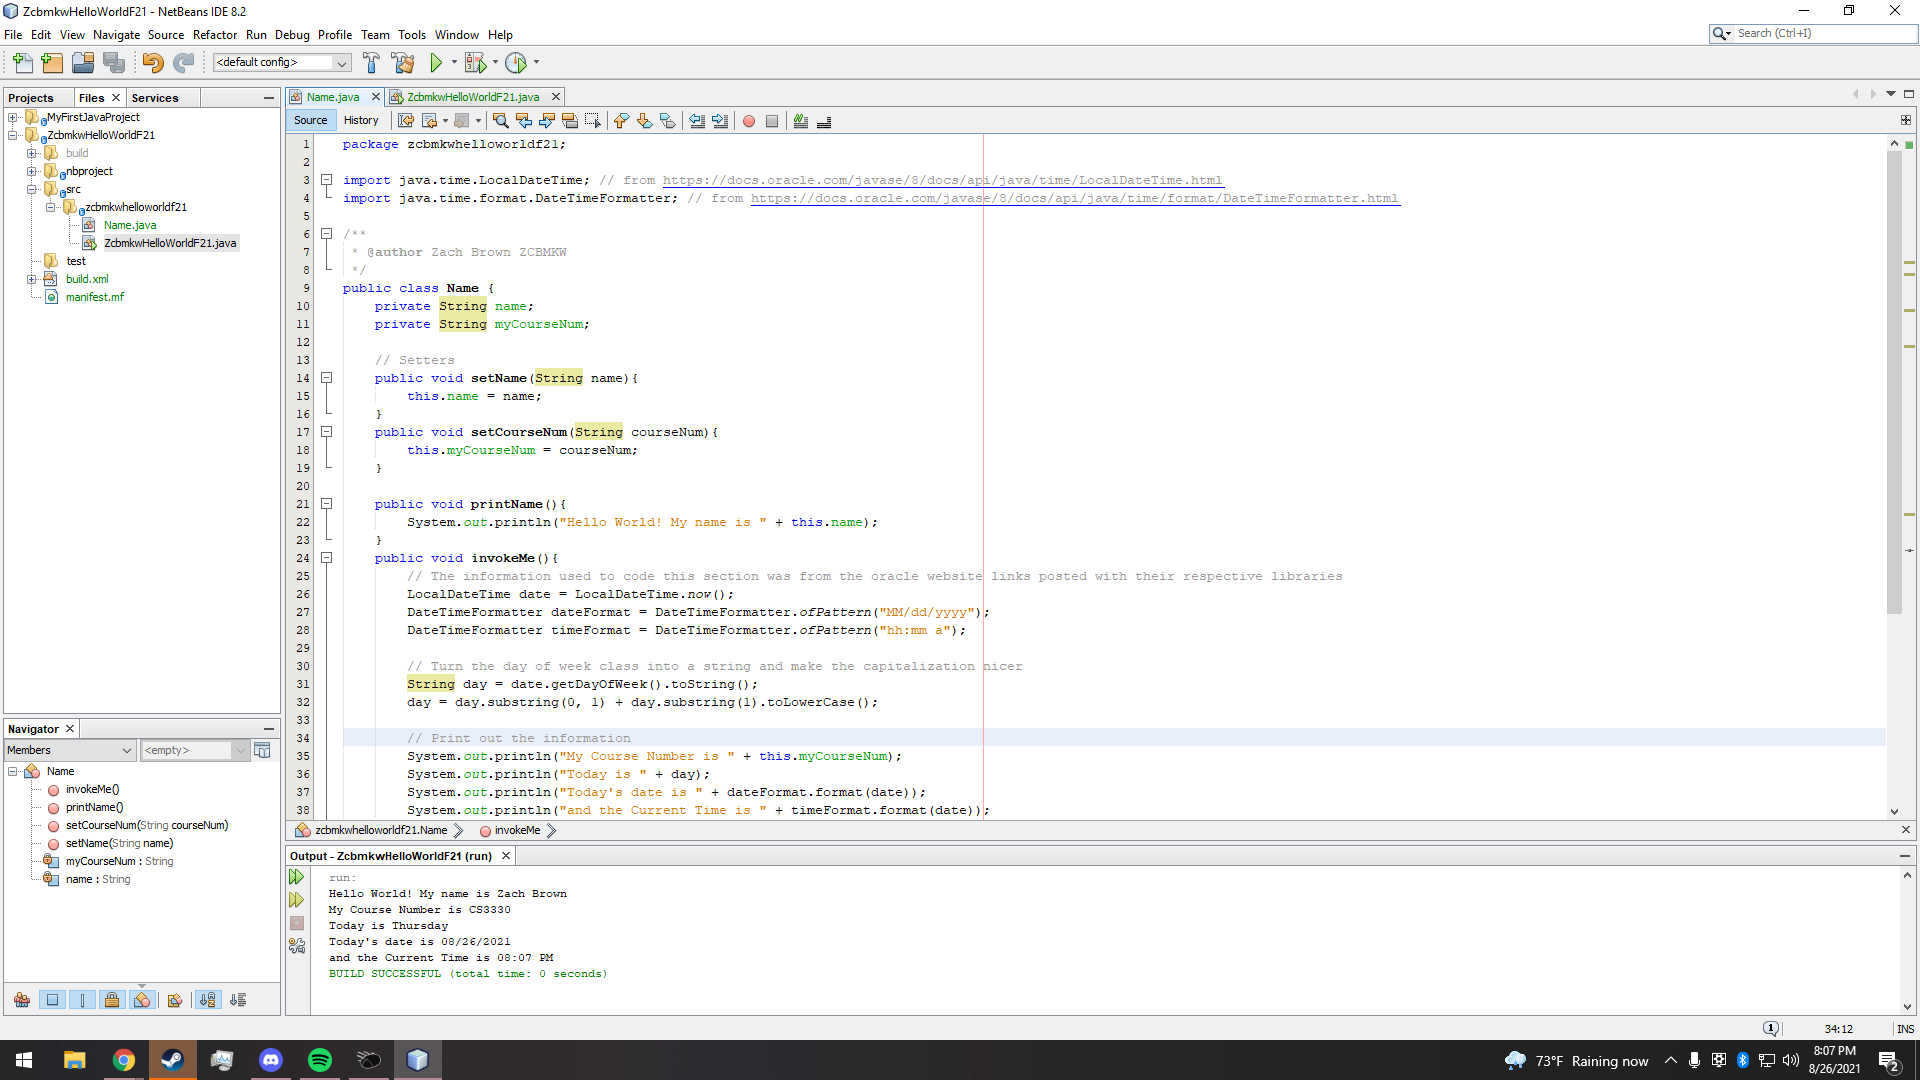 ZcbmkwHelloWorldF21 - NetBeans IDE 8.2
File Edit View Navigate Source Refactor Run Debug Profile Team Tools Window Help
Search (Ctrl+I)
<default config>
Projects Files Services
MyFirstJavaProject
ZcbmkwHelloWorldF21
build
nbproject
src
zcbmkwhelloworldf21
Name.java
ZcbmkwHelloWorldF21.java
test
build.xml
manifest.mf
Name.java ZcbmkwHelloWorldF21.java
Source History
1 package zcbmkwhelloworldf21;
2
3 import java.time.LocalDateTime; // from https://docs.oracle.com/javase/8/docs/api/java/time/LocalDateTime.html
4 import java.time.format.DateTimeFormatter; // from https://docs.oracle.com/javase/8/docs/api/java/time/format/DateTimeFormatter.html
5
6 /**
7 * @author Zach Brown ZCBMKW
8 */
9 public class Name {
10 private String name;
11 private String myCourseNum;
12
13 // Setters
14 public void setName(String name){
15 this.name = name;
16 }
17 public void setCourseNum(String courseNum){
18 this.myCourseNum = courseNum;
19 }
20
21 public void printName(){
22 System.out.println("Hello World! My name is " + this.name);
23 }
24 public void invokeMe(){
25 // The information used to code this section was from the oracle website links posted with their respective libraries
26 LocalDateTime date = LocalDateTime.now();
27 DateTimeFormatter dateFormat = DateTimeFormatter.ofPattern("MM/dd/yyyy");
28 DateTimeFormatter timeFormat = DateTimeFormatter.ofPattern("hh:mm a");
29
30 // Turn the day of week class into a string and make the capitalization nicer
31 String day = date.getDayOfWeek().toString();
32 day = day.substring(0, 1) + day.substring(1).toLowerCase();
33
34 // Print out the information
35 System.out.println("My Course Number is " + this.myCourseNum);
36 System.out.println("Today is " + day);
37 System.out.println("Today's date is " + dateFormat.format(date));
38 System.out.println("and the Current Time is " + timeFormat.format(date));
zcbmkwhelloworldf21.Name invokeMe
Navigator
Members <empty>
Name
invokeMe()
printName()
setCourseNum(String courseNum)
setName(String name)
myCourseNum : String
name : String
Output - ZcbmkwHelloWorldF21 (run)
run:
Hello World! My name is Zach Brown
My Course Number is CS3330
Today is Thursday
Today's date is 08/26/2021
and the Current Time is 08:07 PM
BUILD SUCCESSFUL (total time: 0 seconds)
1 34:12 INS
73°F Raining now
8:07 PM
8/26/2021
2